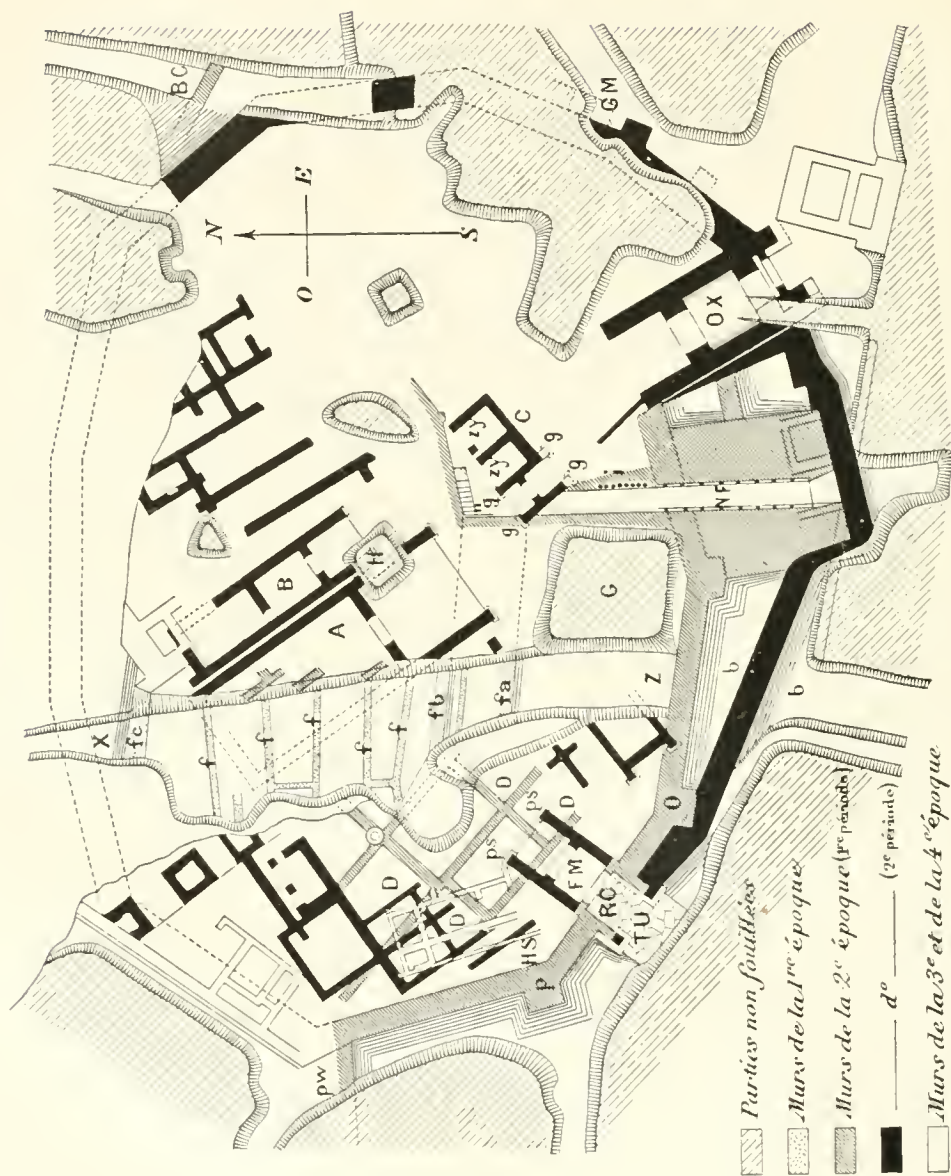 BC
N
E
O
S
GM
OX
C
zy
zy
g
g
g
g
NF
B
H
A
G
b
b
Z
X
fc
f
f
f
f
f
fb
fa
D
D
D
D
ps
ps
O
FM
RC
TU
HS
p
pw
Parties non fouillées
Murs de la 1re époque
Murs de la 2e époque (1re période)
d° (2e période)
Murs de la 3e et de la 4e époque